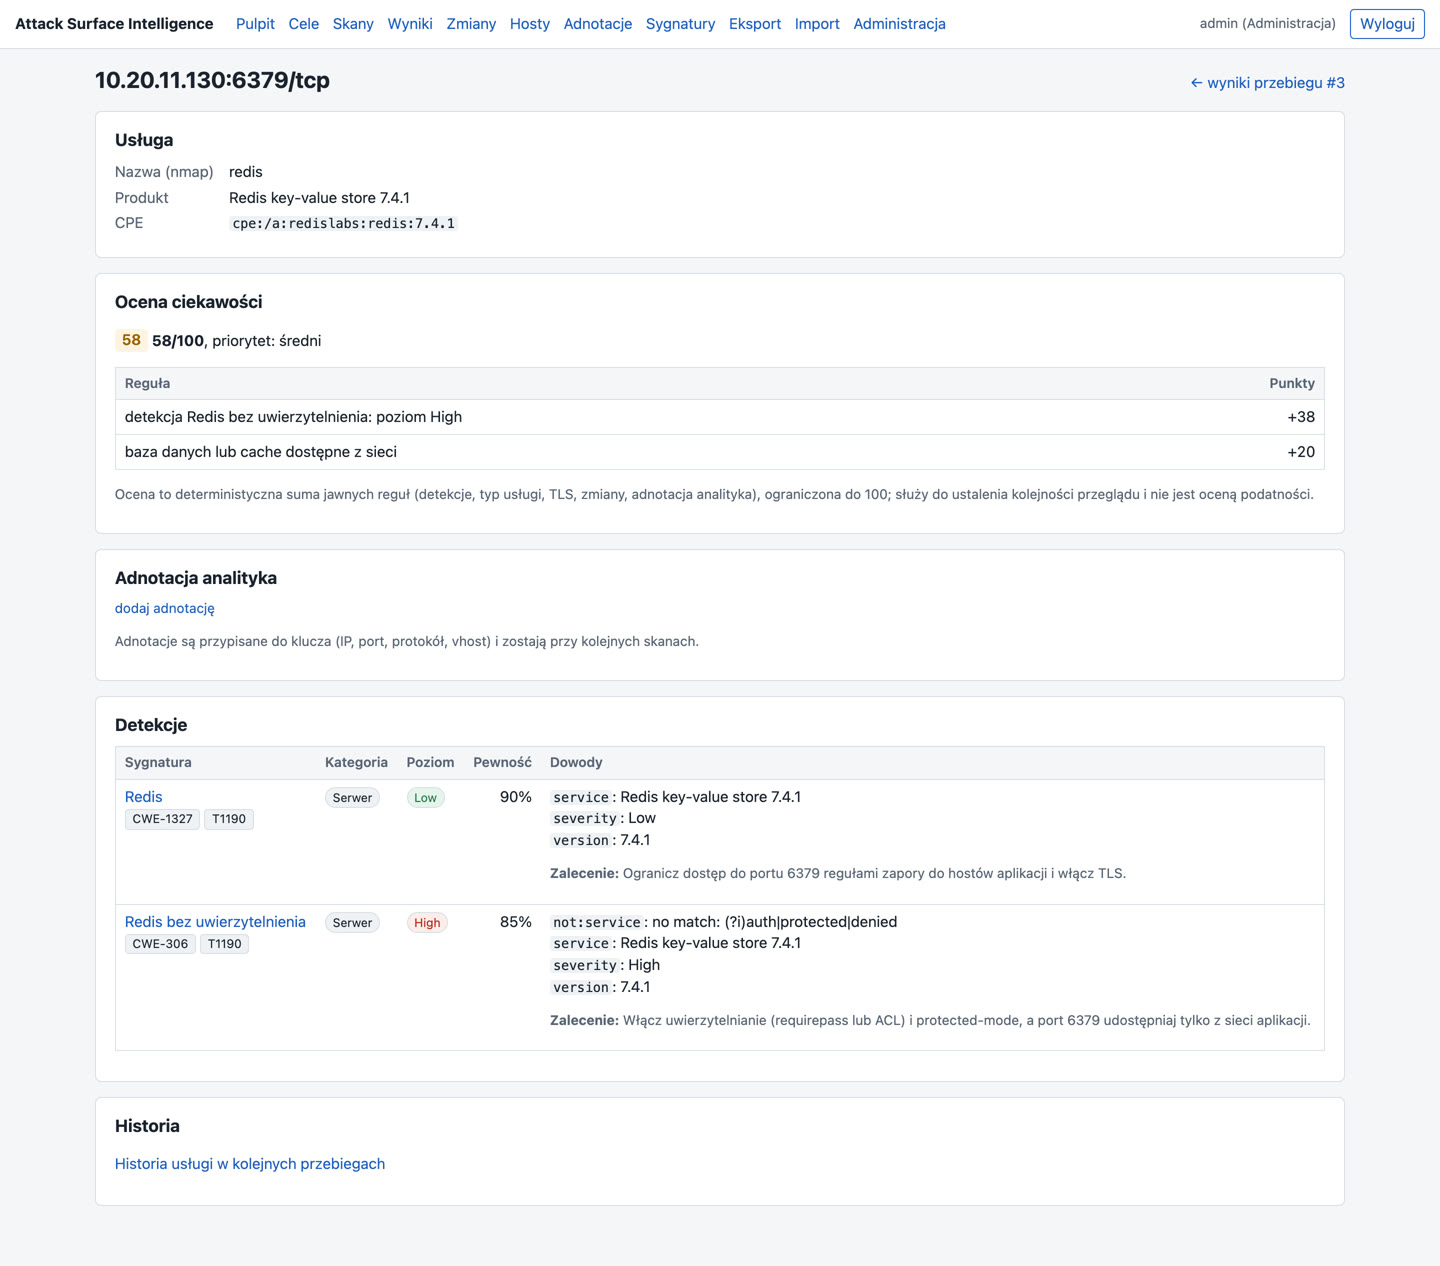 Attack Surface Intelligence Pulpit Cele Skany Wyniki Zmiany Hosty Adnotacje Sygnatury Eksport Import Administracja admin (Administracja) Wyloguj
10.20.11.130:6379/tcp
← wyniki przebiegu #3
Usługa
Nazwa (nmap) redis
Produkt Redis key-value store 7.4.1
CPE cpe:/a:redislabs:redis:7.4.1
Ocena ciekawości
58 58/100, priorytet: średni
Reguła Punkty
detekcja Redis bez uwierzytelnienia: poziom High +38
baza danych lub cache dostępne z sieci +20
Ocena to deterministyczna suma jawnych reguł (detekcje, typ usługi, TLS, zmiany, adnotacja analityka), ograniczona do 100; służy do ustalenia kolejności przeglądu i nie jest oceną podatności.
Adnotacja analityka
dodaj adnotację
Adnotacje są przypisane do klucza (IP, port, protokół, vhost) i zostają przy kolejnych skanach.
Detekcje
Sygnatura Kategoria Poziom Pewność Dowody
Redis Serwer Low 90% service: Redis key-value store 7.4.1
CWE-1327 T1190 severity: Low
version: 7.4.1
Zalecenie: Ogranicz dostęp do portu 6379 regułami zapory do hostów aplikacji i włącz TLS.
Redis bez uwierzytelnienia Serwer High 85% not:service: no match: (?i)auth|protected|denied
CWE-306 T1190 service: Redis key-value store 7.4.1
severity: High
version: 7.4.1
Zalecenie: Włącz uwierzytelnianie (requirepass lub ACL) i protected-mode, a port 6379 udostępniaj tylko z sieci aplikacji.
Historia
Historia usługi w kolejnych przebiegach